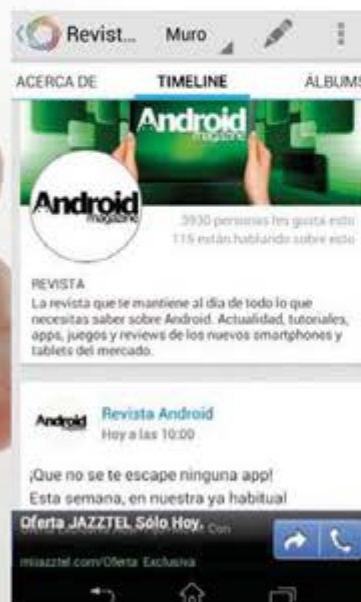 Revist... Muro
ACERCA DE TIMELINE ÁLBUMS
Android
magazine
Android
magazine
3930 personas les gusta esto
115 están hablando sobre esto
REVISTA
La revista que te mantiene al día de todo lo que
necesitas saber sobre Android. Actualidad, tutoriales,
apps, juegos y reviews de los nuevos smartphones y
tablets del mercado.
Android
Revista Android
Hoy a las 10:00
¡Que no se te escape ninguna app!
Esta semana, en nuestra ya habitual
Oferta JAZZTEL Sólo Hoy.
Con
mijazztel.com/Oferta Exclusiva